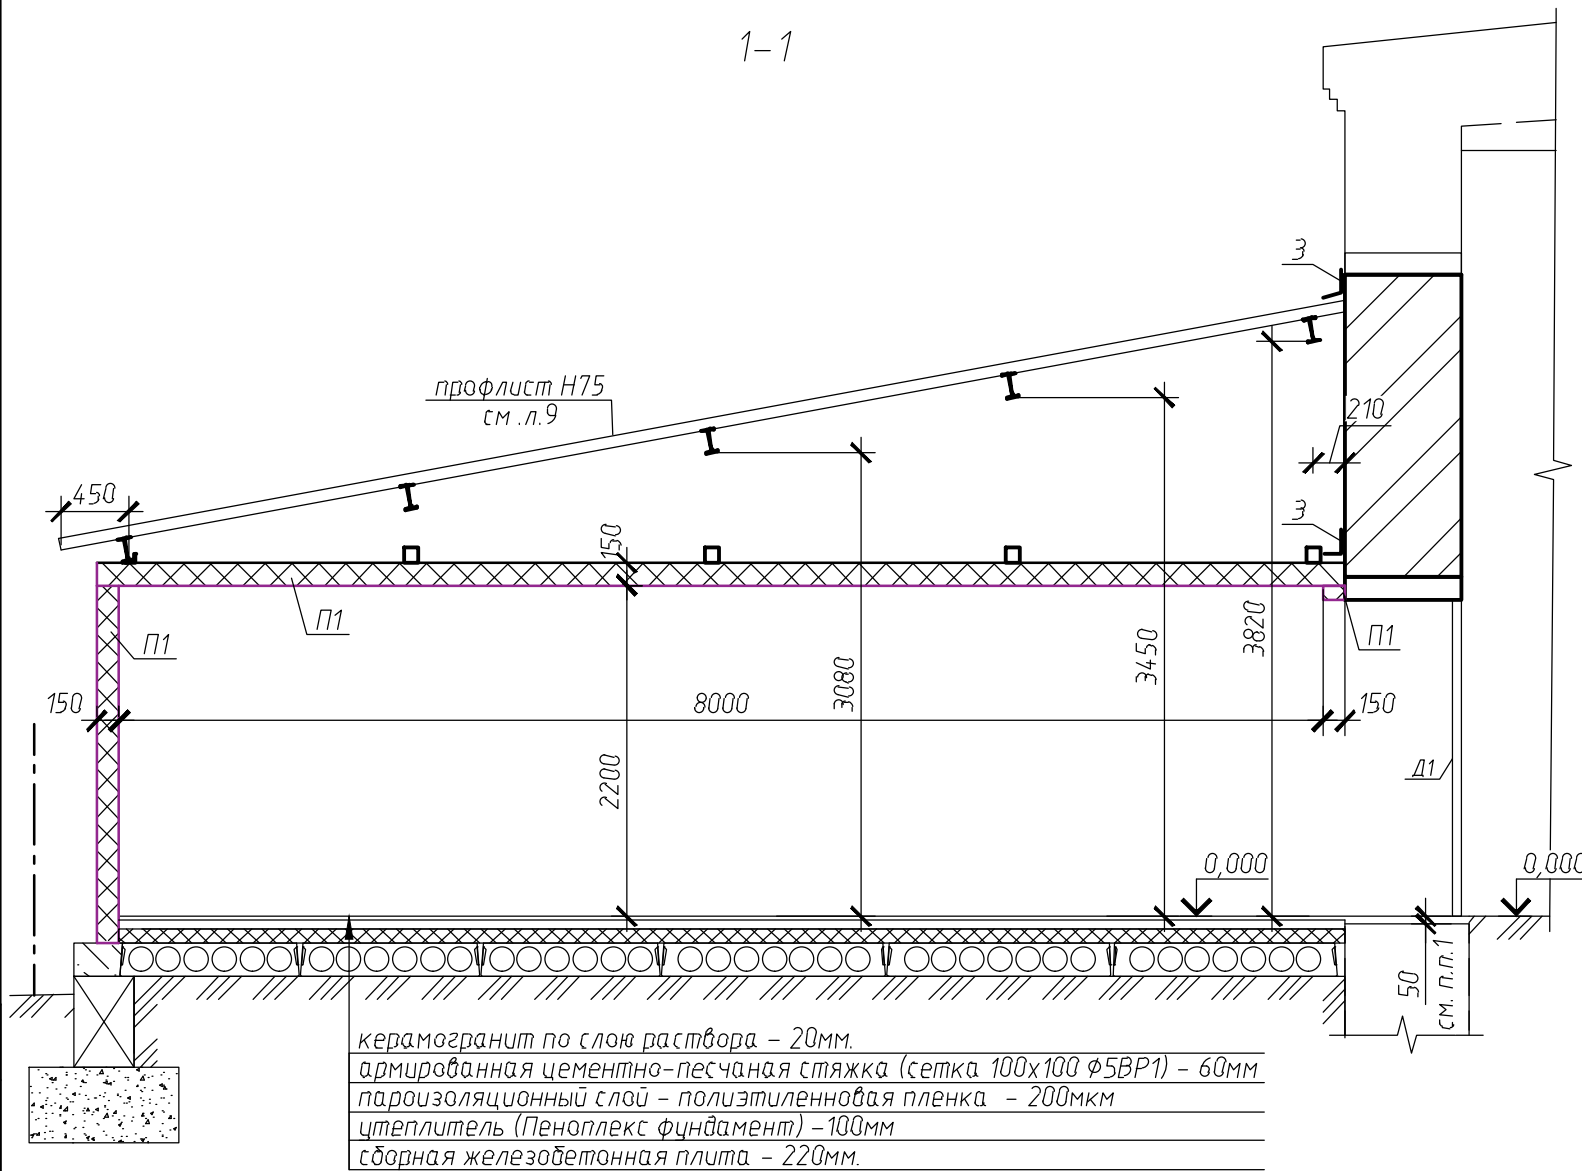 1-1
3
профлист Н75
см.л.9
210
450
3
150
П1
П1
П1
3820
3450
3080
150
8000
150
2200
Д1
0,000
0,000
50
см. п.п.1
керамогранит по слою раствора - 20мм.
армированная цементно-песчаная стяжка (сетка 100х100 Ф5ВР1) - 60мм
пароизоляционный слой - полиэтиленновая пленка - 200мкм
утеплитель (Пеноплекс фундамент) -100мм
сборная железобетонная плита - 220мм.